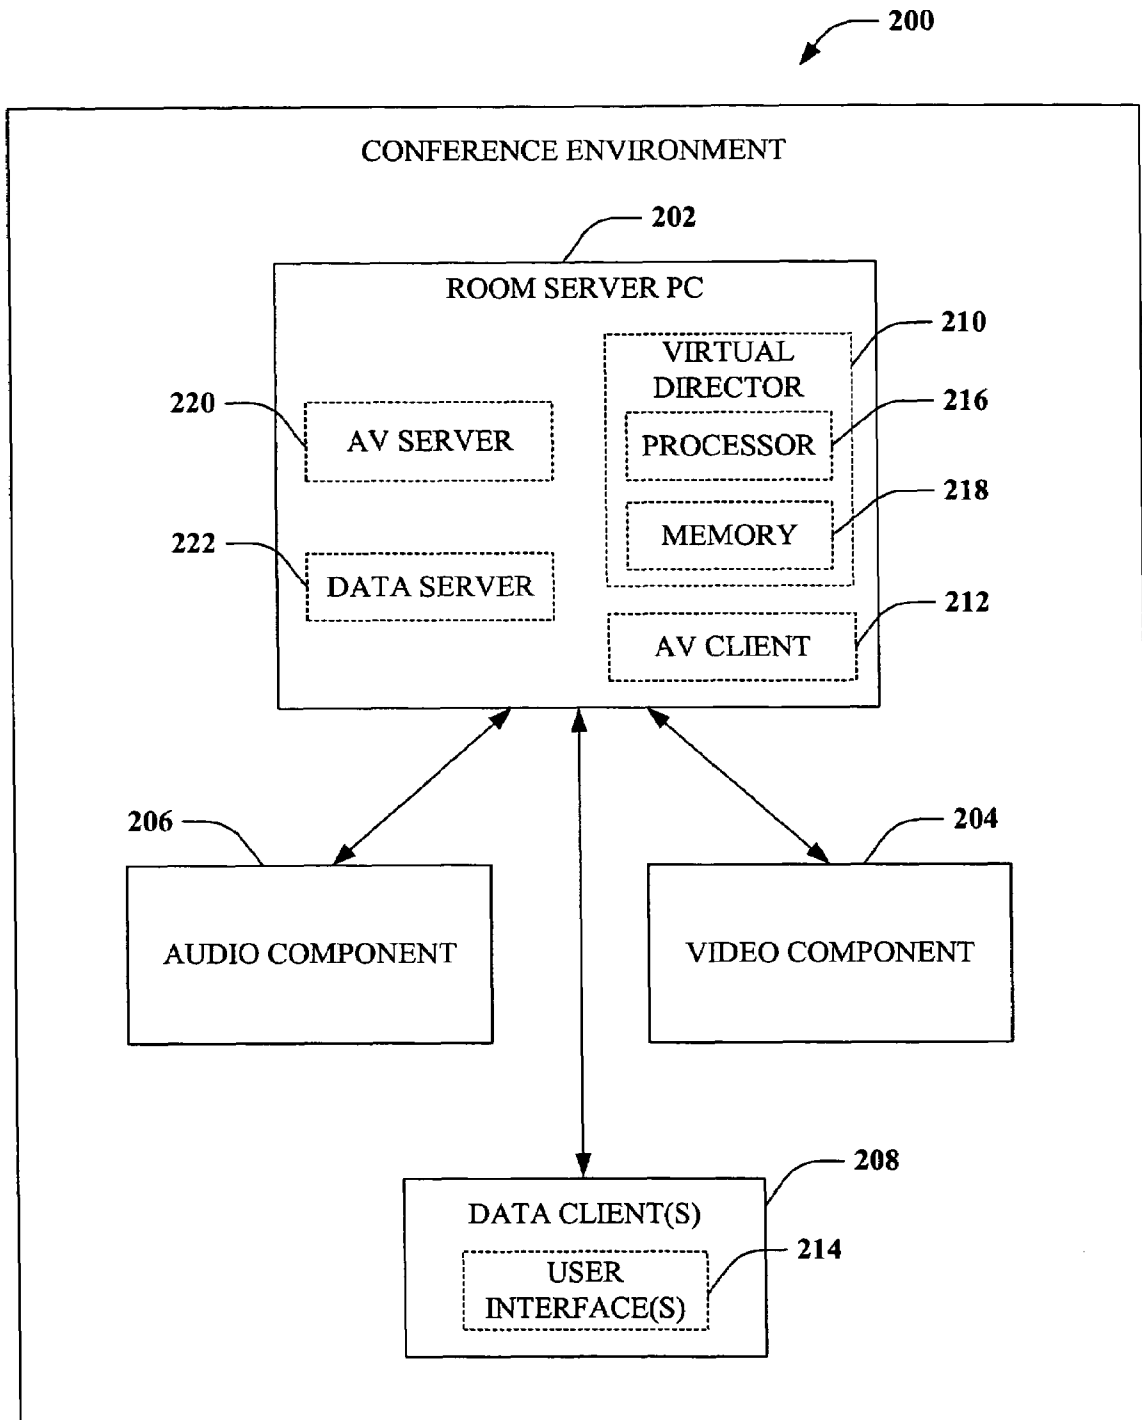 200
CONFERENCE ENVIRONMENT
202
ROOM SERVER PC
210
VIRTUAL
DIRECTOR
220
216
AV SERVER
PROCESSOR
218
222
MEMORY
DATA SERVER
212
AV CLIENT
206
204
AUDIO COMPONENT
VIDEO COMPONENT
208
DATA CLIENT(S)
214
USER
INTERFACE(S)